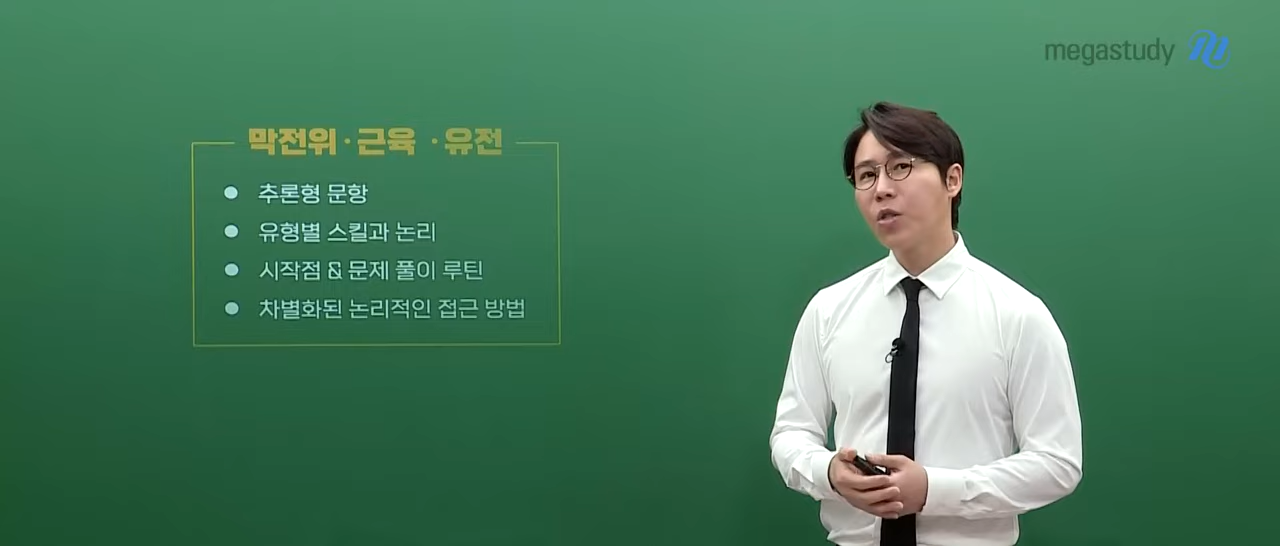 megastudy M
막전위 · 근육 · 유전
추론형 문항
유형별 스킬과 논리
시작점 & 문제 풀이 루틴
차별화된 논리적인 접근 방법